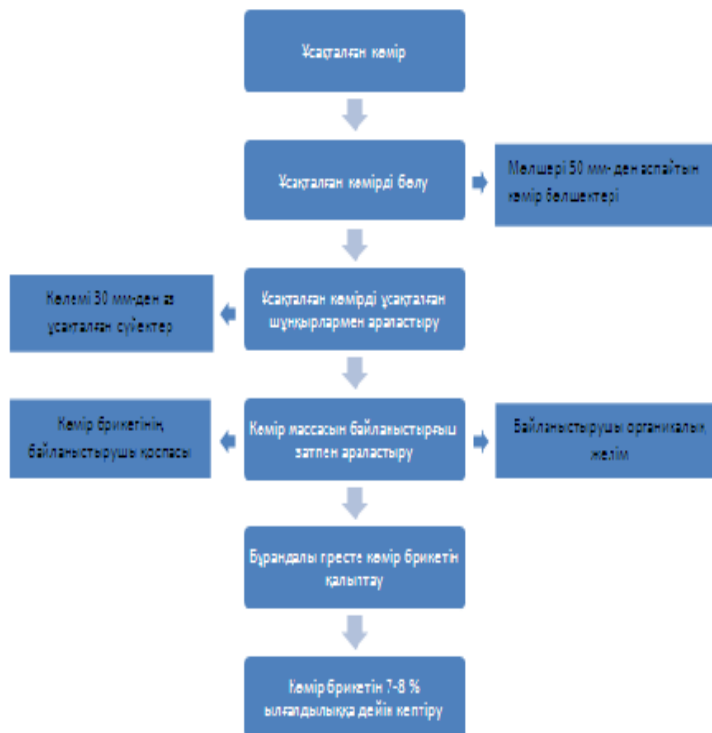 Ұсақталған көмір
Ұсақталған көмірді бөлу
Мөлшері 50 мм- ден аспайтын
көмір бөлшектері
Ұсақталған көмірді ұсақталған
шұңқырлармен араластыру
Көлемі 30 мм-ден аз
ұсақталған сүйектер
Көмір массасын байланыстырғыш
затпен араластыру
Көмір брикетінің
байланыстырушы қоспасы
Байланыстырушы органикалық
желім
Бұрандалы престе көмір брикетін
қалыптау
Көмір брикетін 7-8 %
ылғалдылыққа дейін кептіру